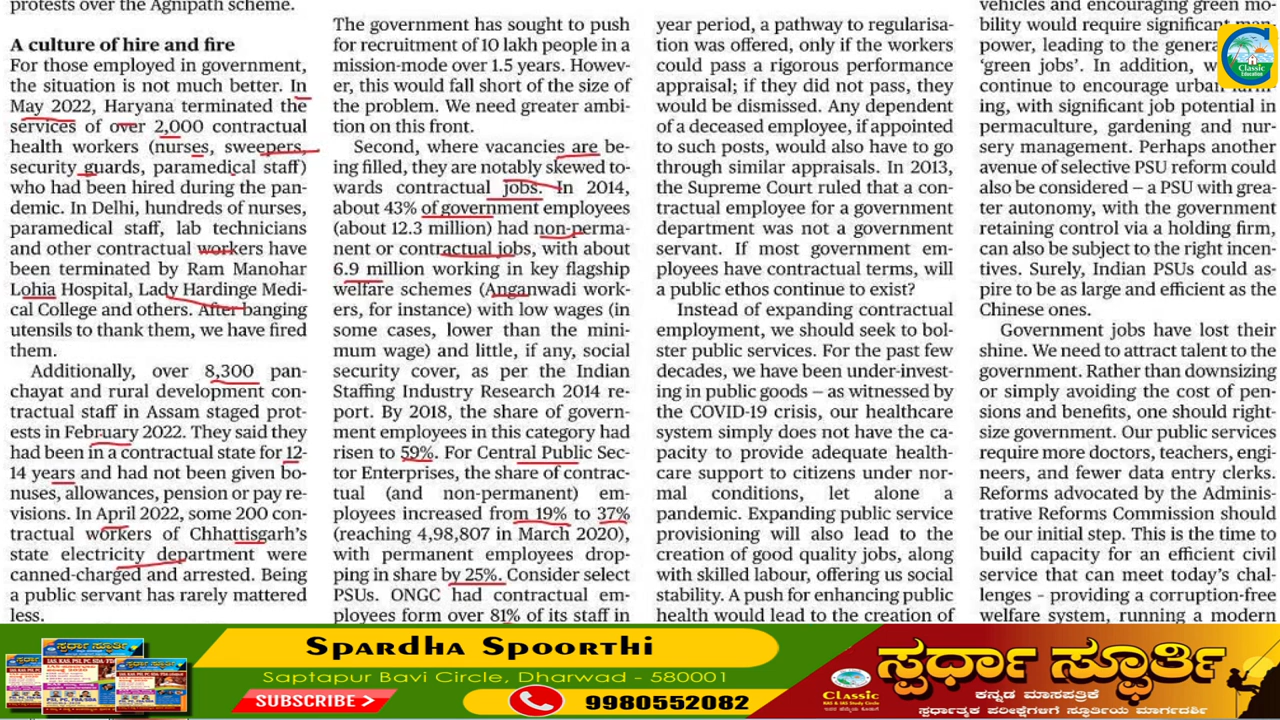 protests over the Agnipath scheme.
A culture of hire and fire
For those employed in government,
the situation is not much better. In
May 2022, Haryana terminated the
services of over 2,000 contractual
health workers (nurses, sweepers,
security guards, paramedical staff)
who had been hired during the pan-
demic. In Delhi, hundreds of nurses,
paramedical staff, lab technicians
and other contractual workers have
been terminated by Ram Manohar
Lohia Hospital, Lady Hardinge Medi-
cal College and others. After banging
utensils to thank them, we have fired
them.
Additionally, over 8,300 pan-
chayat and rural development con-
tractual staff in Assam staged prot-
ests in February 2022. They said they
had been in a contractual state for 12-
14 years and had not been given bo-
nuses, allowances, pension or pay re-
visions. In April 2022, some 200 con-
tractual workers of Chhattisgarh's
state electricity department were
canned-charged and arrested. Being
a public servant has rarely mattered
less.
The government has sought to push
for recruitment of 10 lakh people in a
mission-mode over 1.5 years. Howev-
er, this would fall short of the size of
the problem. We need greater ambi-
tion on this front.
Second, where vacancies are be-
ing filled, they are notably skewed to-
wards contractual jobs. In 2014,
about 43% of government employees
(about 12.3 million) had non-perma-
nent or contractual jobs, with about
6.9 million working in key flagship
welfare schemes (Anganwadi work-
ers, for instance) with low wages (in
some cases, lower than the mini-
mum wage) and little, if any, social
security cover, as per the Indian
Staffing Industry Research 2014 re-
port. By 2018, the share of govern-
ment employees in this category had
risen to 59%. For Central Public Sec-
tor Enterprises, the share of contrac-
tual (and non-permanent) em-
ployees increased from 19% to 37%
(reaching 4,98,807 in March 2020),
with permanent employees drop-
ping in share by 25%. Consider select
PSUs. ONGC had contractual em-
ployees form over 81% of its staff in
year period, a pathway to regularisa-
tion was offered, only if the workers
could pass a rigorous performance
appraisal; if they did not pass, they
would be dismissed. Any dependent
of a deceased employee, if appointed
to such posts, would also have to go
through similar appraisals. In 2013,
the Supreme Court ruled that a con-
tractual employee for a government
department was not a government
servant. If most government em-
ployees have contractual terms, will
a public ethos continue to exist?
Instead of expanding contractual
employment, we should seek to bol-
ster public services. For the past few
decades, we have been under-invest-
ing in public goods – as witnessed by
the COVID-19 crisis, our healthcare
system simply does not have the ca-
pacity to provide adequate health-
care support to citizens under nor-
mal conditions, let alone a
pandemic. Expanding public service
provisioning will also lead to the
creation of good quality jobs, along
with skilled labour, offering us social
stability. A push for enhancing public
health would lead to the creation of
vehicles and encouraging green mo-
bility would require significant man-
power, leading to the
'green jobs'. In addition,
continue to encourage urban
ing, with significant job potential in
permaculture, gardening and nur-
sery management. Perhaps another
avenue of selective PSU reform could
also be considered – a PSU with grea-
ter autonomy, with the government
retaining control via a holding firm,
can also be subject to the right incen-
tives. Surely, Indian PSUs could as-
pire to be as large and efficient as the
Chinese ones.
Government jobs have lost their
shine. We need to attract talent to the
government. Rather than downsizing
or simply avoiding the cost of pen-
sions and benefits, one should right-
size government. Our public services
require more doctors, teachers, engi-
neers, and fewer data entry clerks.
Reforms advocated by the Adminis-
trative Reforms Commission should
be our initial step. This is the time to
build capacity for an efficient civil
service that can meet today's chal-
lenges - providing a corruption-free
welfare system, running a modern
Classic
Education
Spardha Spoorthi
Saptapur Bavi Circle, Dharwad - 580001
SUBSCRIBE
9980552082
Classic
IAS & KAS Study Circle
ಸ್ಪರ್ಧಾ ಸ್ಫೂರ್ತಿ
ಕನ್ನಡ ಮಾಸಪತ್ರಿಕೆ
ಸ್ಪರ್ಧಾತ್ಮಕ ಪರೀಕ್ಷೆಗಳಿಗೆ ಸ್ಫೂರ್ತಿಯ ಮಾರ್ಗದರ್ಶಿ